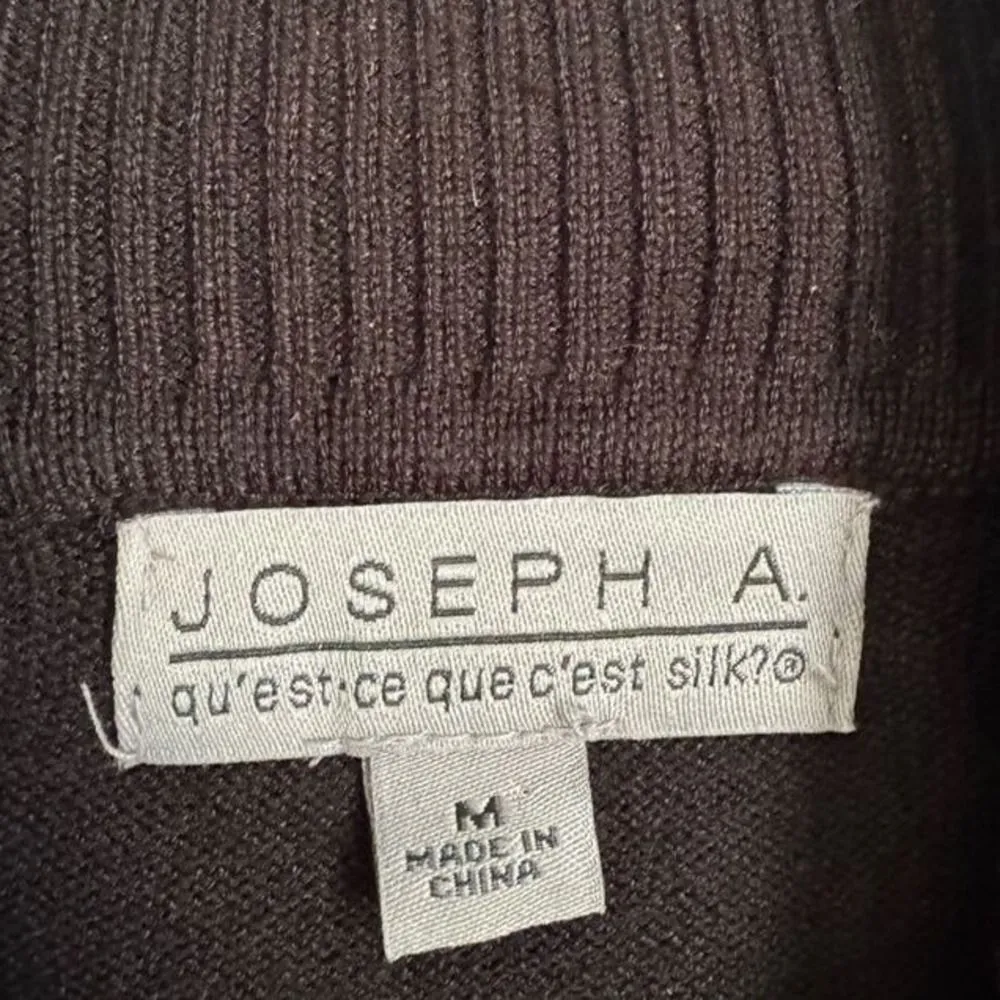 JOSEPH A.
qu'est·ce que c'est silk?®
M
MADE IN
CHINA